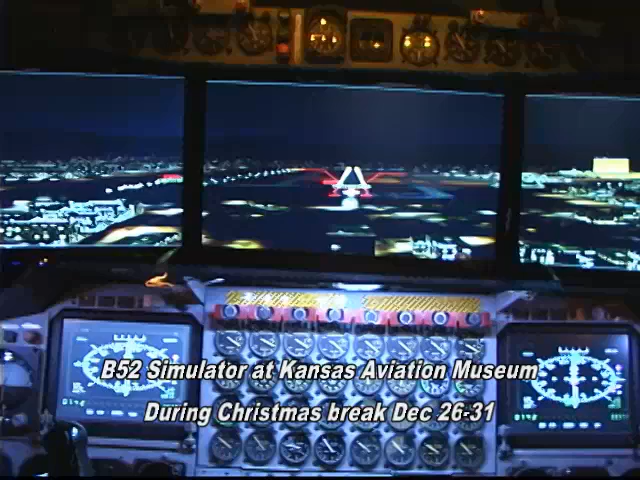 B52 Simulator at Kansas Aviation Museum
During Christmas break Dec 26-31